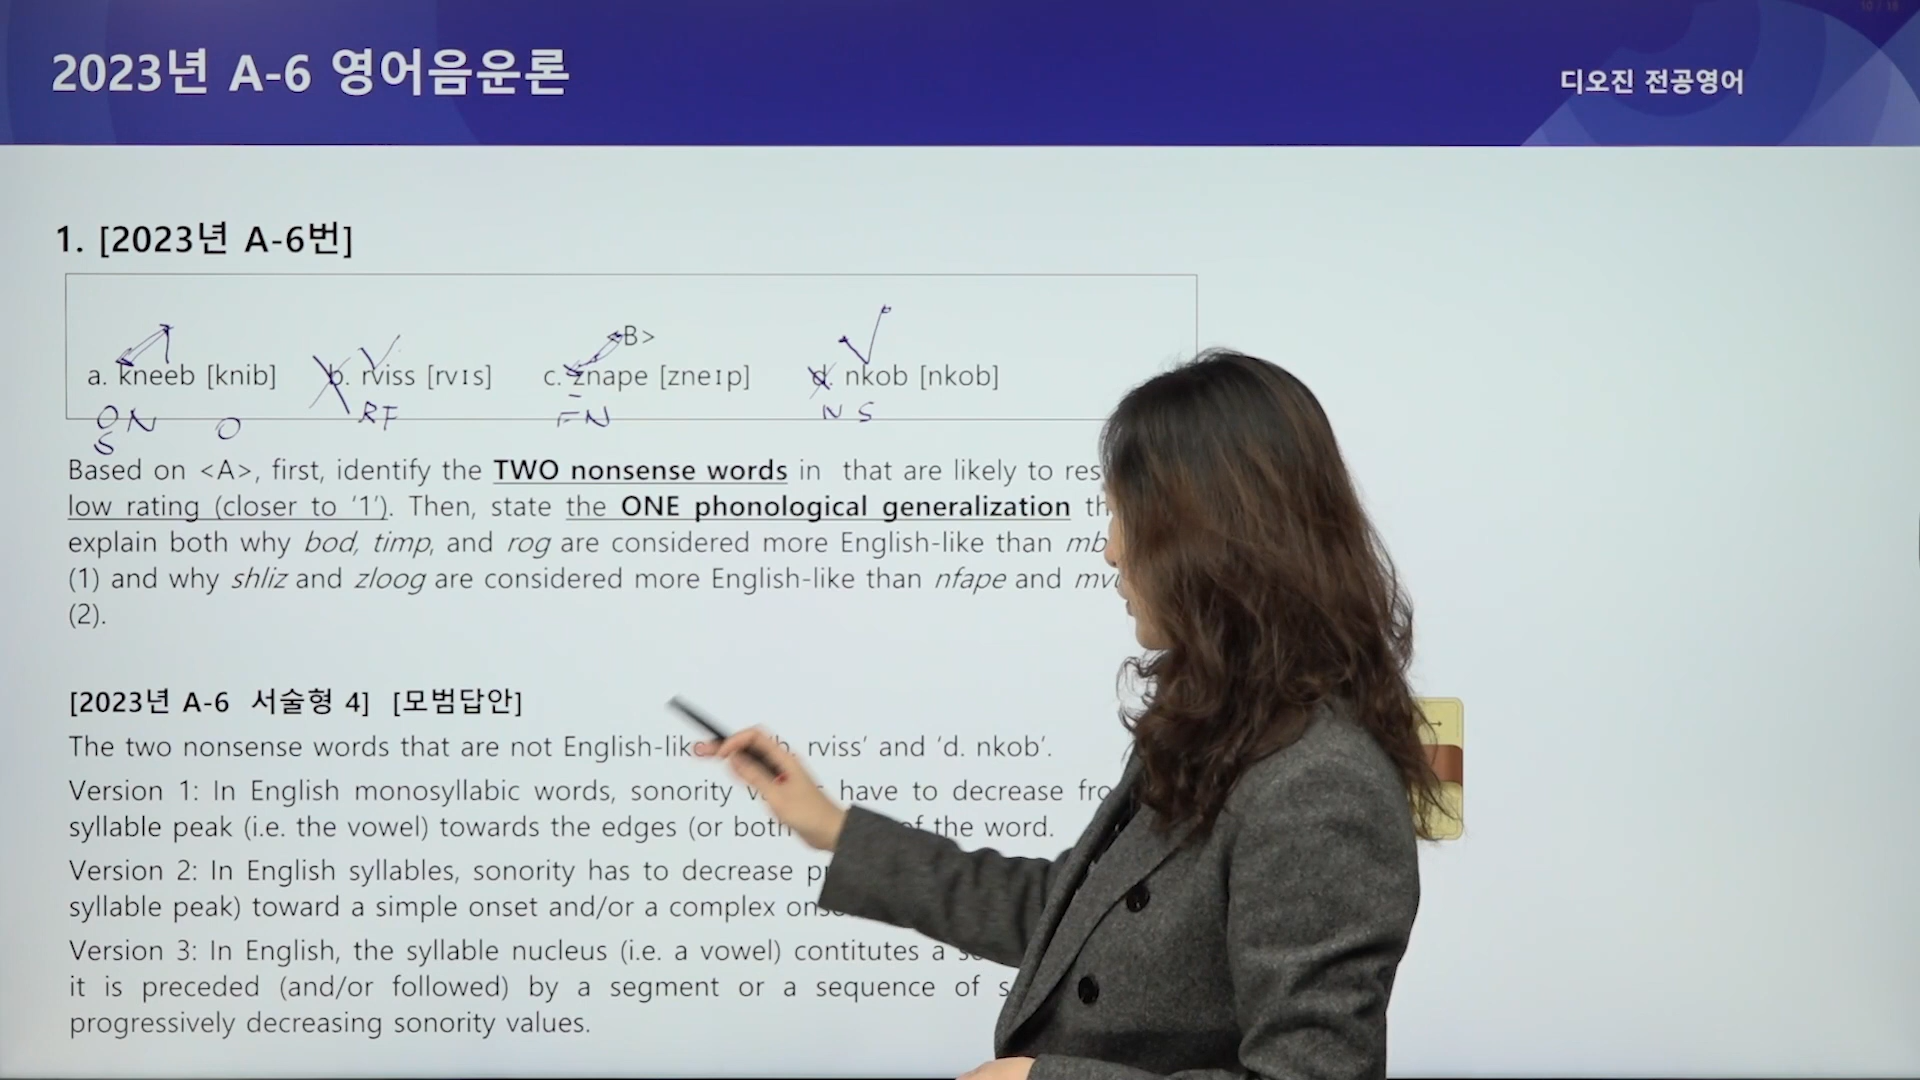 10 / 18
2023년 A-6 영어음운론
디오진 전공영어
1. [2023년 A-6번]
<B>
a. kneeb [knib] b. rviss [rvɪs] c. znape [zneɪp] d. nkob [nkob]
O N O RF FN N S
S
Based on <A>, first, identify the TWO nonsense words in that are likely to res
low rating (closer to ‘1’). Then, state the ONE phonological generalization th
explain both why bod, timp, and rog are considered more English-like than mb
(1) and why shliz and zloog are considered more English-like than nfape and
(2).
[2023년 A-6 서술형 4] [모범답안]
The two nonsense words that are not English-like ‘b. rviss’ and ‘d. nkob’.
Version 1: In English monosyllabic words, sonority have to decrease fro
syllable peak (i.e. the vowel) towards the edges (or both of the word.
Version 2: In English syllables, sonority has to decrease
syllable peak) toward a simple onset and/or a complex
Version 3: In English, the syllable nucleus (i.e. a vowel) contitutes a
it is preceded (and/or followed) by a segment or a sequence of
progressively decreasing sonority values.